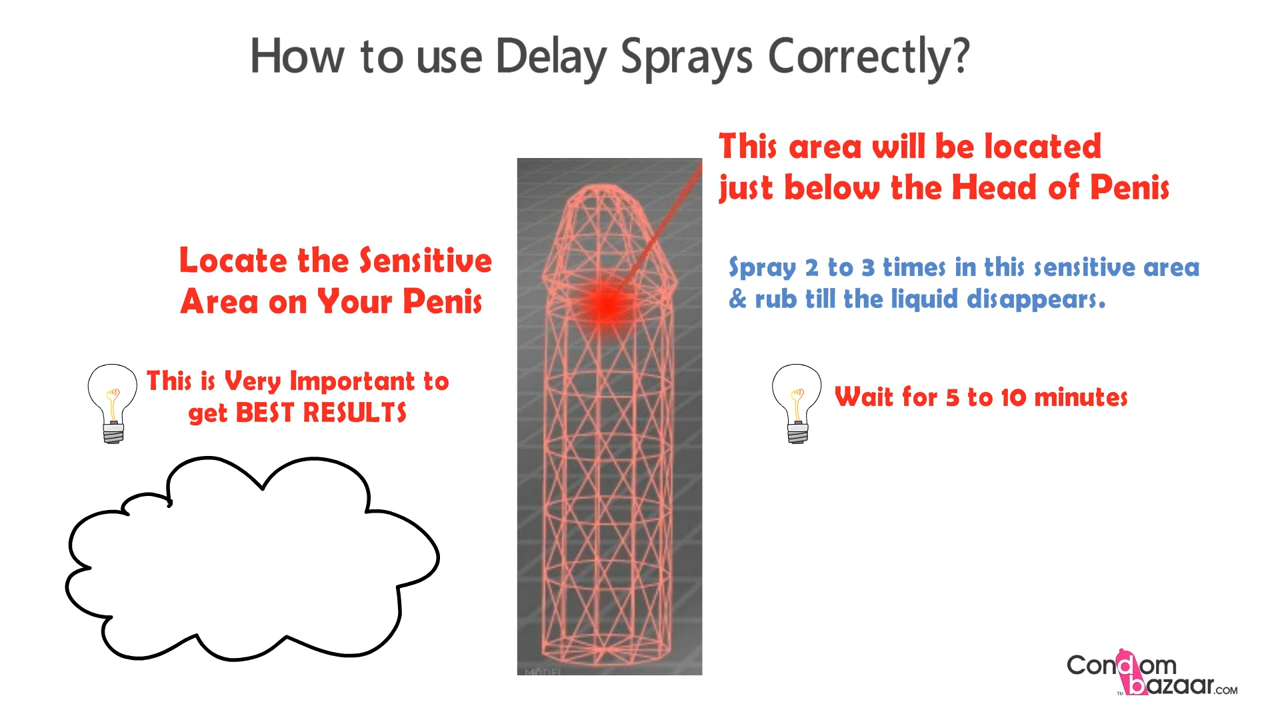 How to use Delay Sprays Correctly?
This area will be located
just below the Head of Penis
Locate the Sensitive
Area on Your Penis
Spray 2 to 3 times in this sensitive area
& rub till the liquid disappears.
This is Very Important to
get BEST RESULTS
Wait for 5 to 10 minutes
MODEL
Condom
bazaar.COM
TM